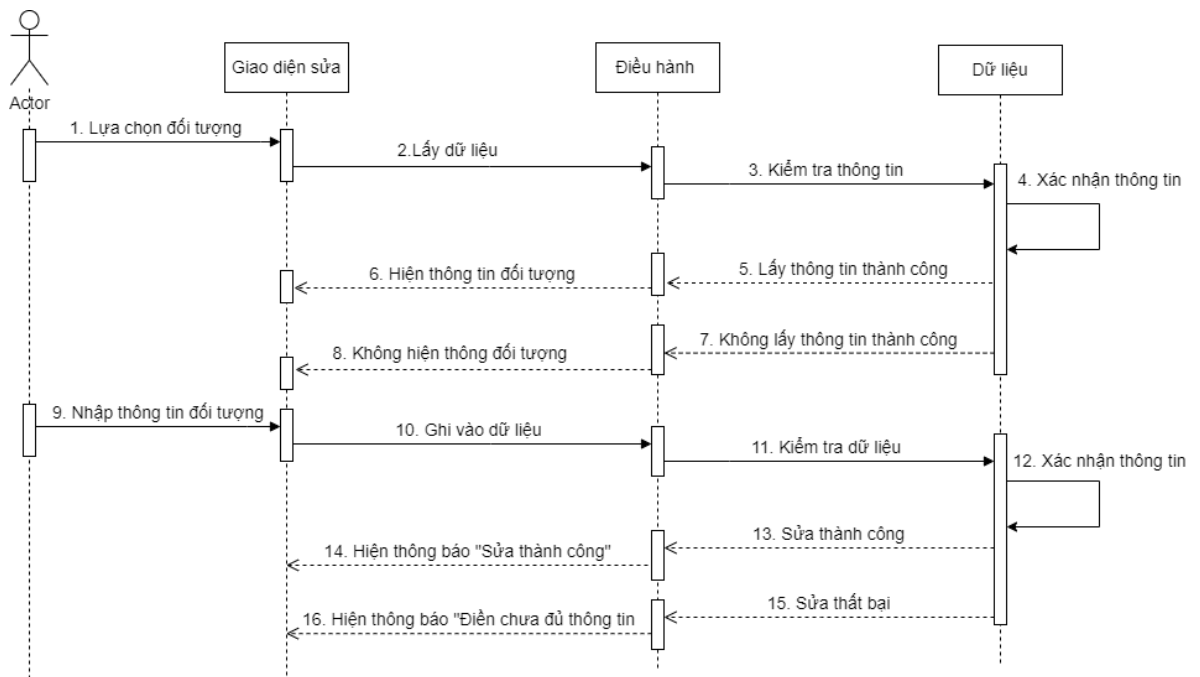 Actor
Giao diện sửa
Điều hành
Dữ liệu
1. Lựa chọn đối tượng
2.Lấy dữ liệu
3. Kiểm tra thông tin
4. Xác nhận thông tin
5. Lấy thông tin thành công
6. Hiện thông tin đối tượng
7. Không lấy thông tin thành công
8. Không hiện thông đối tượng
9. Nhập thông tin đối tượng
10. Ghi vào dữ liệu
11. Kiểm tra dữ liệu
12. Xác nhận thông tin
13. Sửa thành công
14. Hiện thông báo "Sửa thành công"
15. Sửa thất bại
16. Hiện thông báo "Điền chưa đủ thông tin